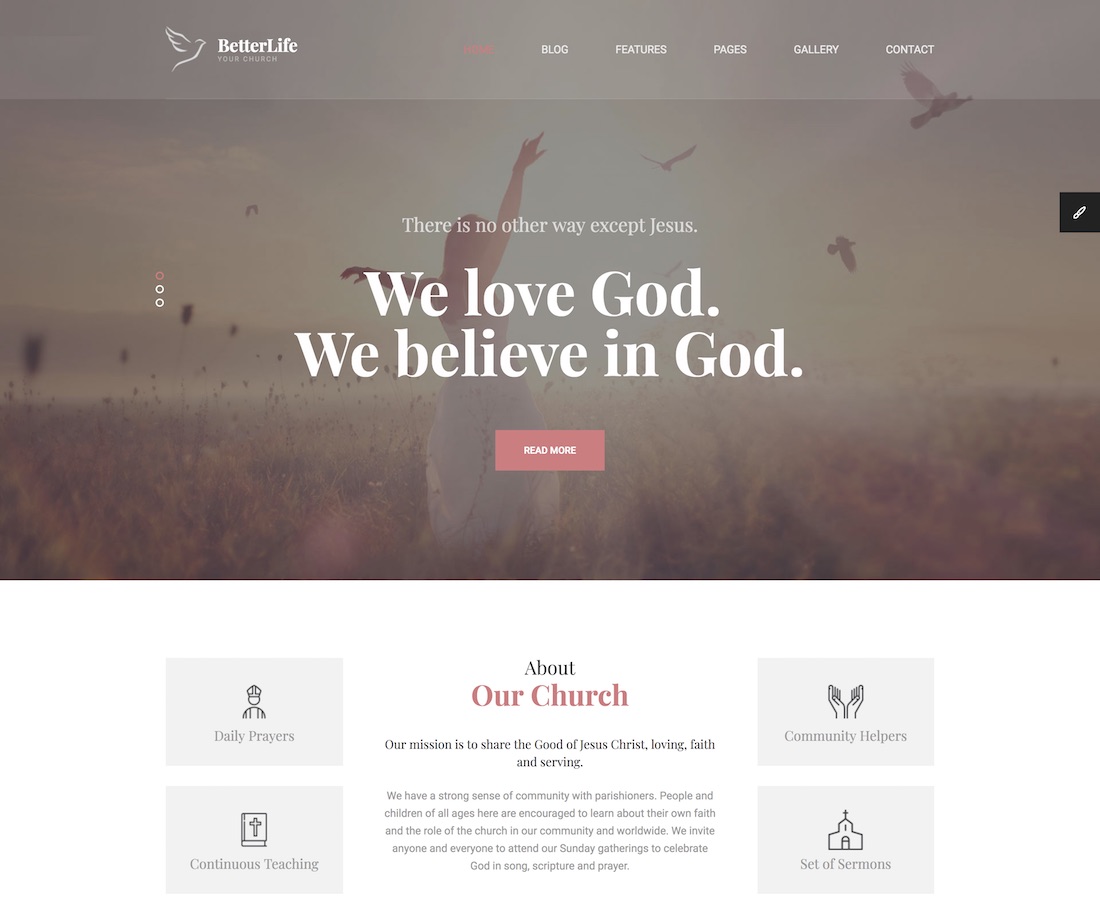 BetterLife
YOUR CHURCH
HOME
BLOG
FEATURES
PAGES
GALLERY
CONTACT
There is no other way except Jesus.
We love God.
We believe in God.
READ MORE
About
Our Church
Our mission is to share the Good of Jesus Christ, loving, faith
and serving.
We have a strong sense of community with parishioners. People and
children of all ages here are encouraged to learn about their own faith
and the role of the church in our community and worldwide. We invite
anyone and everyone to attend our Sunday gatherings to celebrate
God in song, scripture and prayer.
Daily Prayers
Continuous Teaching
Community Helpers
Set of Sermons